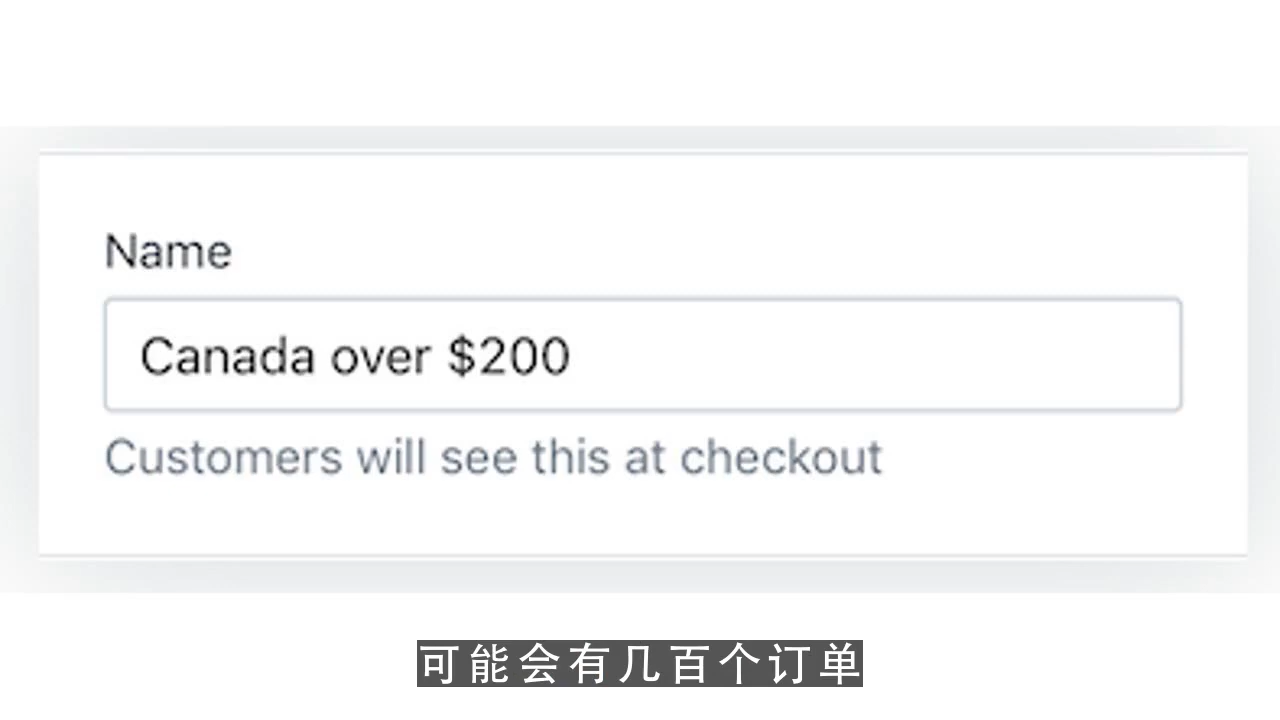 Name
Canada over $200
Customers will see this at checkout
可能会有几百个订单